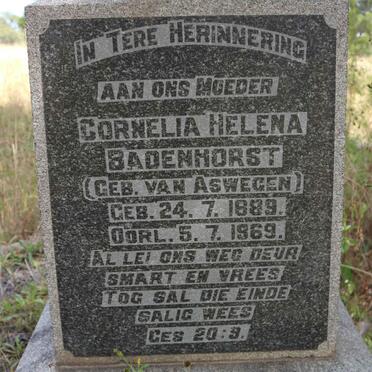 IN TERE HERINNERING
AAN ONS MOEDER
CORNELIA HELENA
BADENHORST
(GEB. VAN ASWEGEN)
GEB. 24. 7. 1889.
OORL. 5. 7. 1969.
AL LEI ONS WEG DEUR
SMART EN VREES
TOG SAL DIE EINDE
SALIG WEES
GES 20:9.